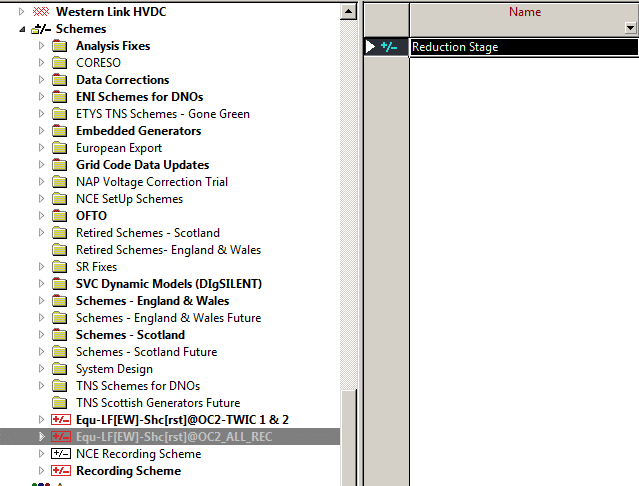 Western Link HVDC
Schemes
Analysis Fixes
CORESO
Data Corrections
ENI Schemes for DNOs
ETYS TNS Schemes - Gone Green
Embedded Generators
European Export
Grid Code Data Updates
NAP Voltage Correction Trial
NCE SetUp Schemes
OFTO
Retired Schemes - Scotland
Retired Schemes- England & Wales
SR Fixes
SVC Dynamic Models (DIgSILENT)
Schemes - England & Wales
Schemes - England & Wales Future
Schemes - Scotland
Schemes - Scotland Future
System Design
TNS Schemes for DNOs
TNS Scottish Generators Future
Equ-LF[EW]-Shc[rst]@OC2-TWIC 1 & 2
Equ-LF[EW]-Shc[rst]@OC2_ALL_REC
NCE Recording Scheme
Recording Scheme
Name
Reduction Stage